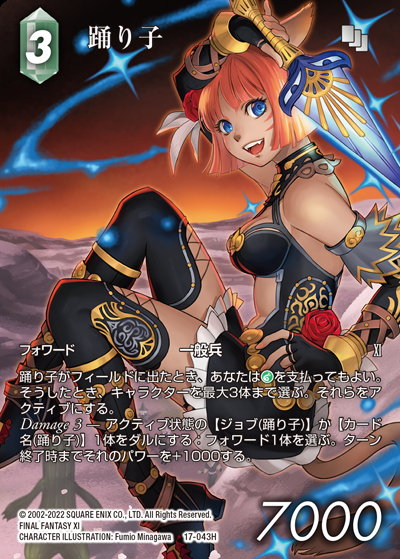 3
踊り子
フォワード 一般兵 XI
踊り子がフィールドに出たとき、あなたは を支払ってもよい。
そうしたとき、キャラクターを最大3体まで選ぶ。それらをア
クティブにする。
Damage 3 — アクティブ状態の【ジョブ(踊り子)】か【カード
名(踊り子)】1体をダルにする：フォワード1体を選ぶ。ターン
終了時までそれのパワーを+1000する。
© 2002-2022 SQUARE ENIX CO., LTD. All Rights Reserved.
FINAL FANTASY XI
CHARACTER ILLUSTRATION: Fumio Minagawa 17-043H
7000